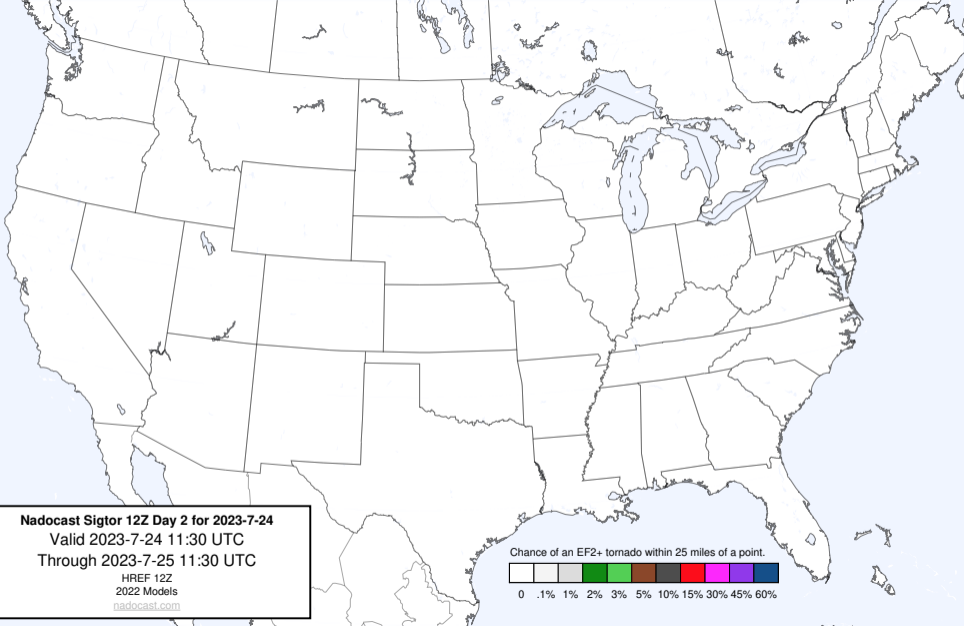 Nadocast Sigtor 12Z Day 2 for 2023-7-24
Valid 2023-7-24 11:30 UTC
Through 2023-7-25 11:30 UTC
HREF 12Z
2022 Models
nadocast.com
Chance of an EF2+ tornado within 25 miles of a point.
0 .1% 1% 2% 3% 5% 10% 15% 30% 45% 60%